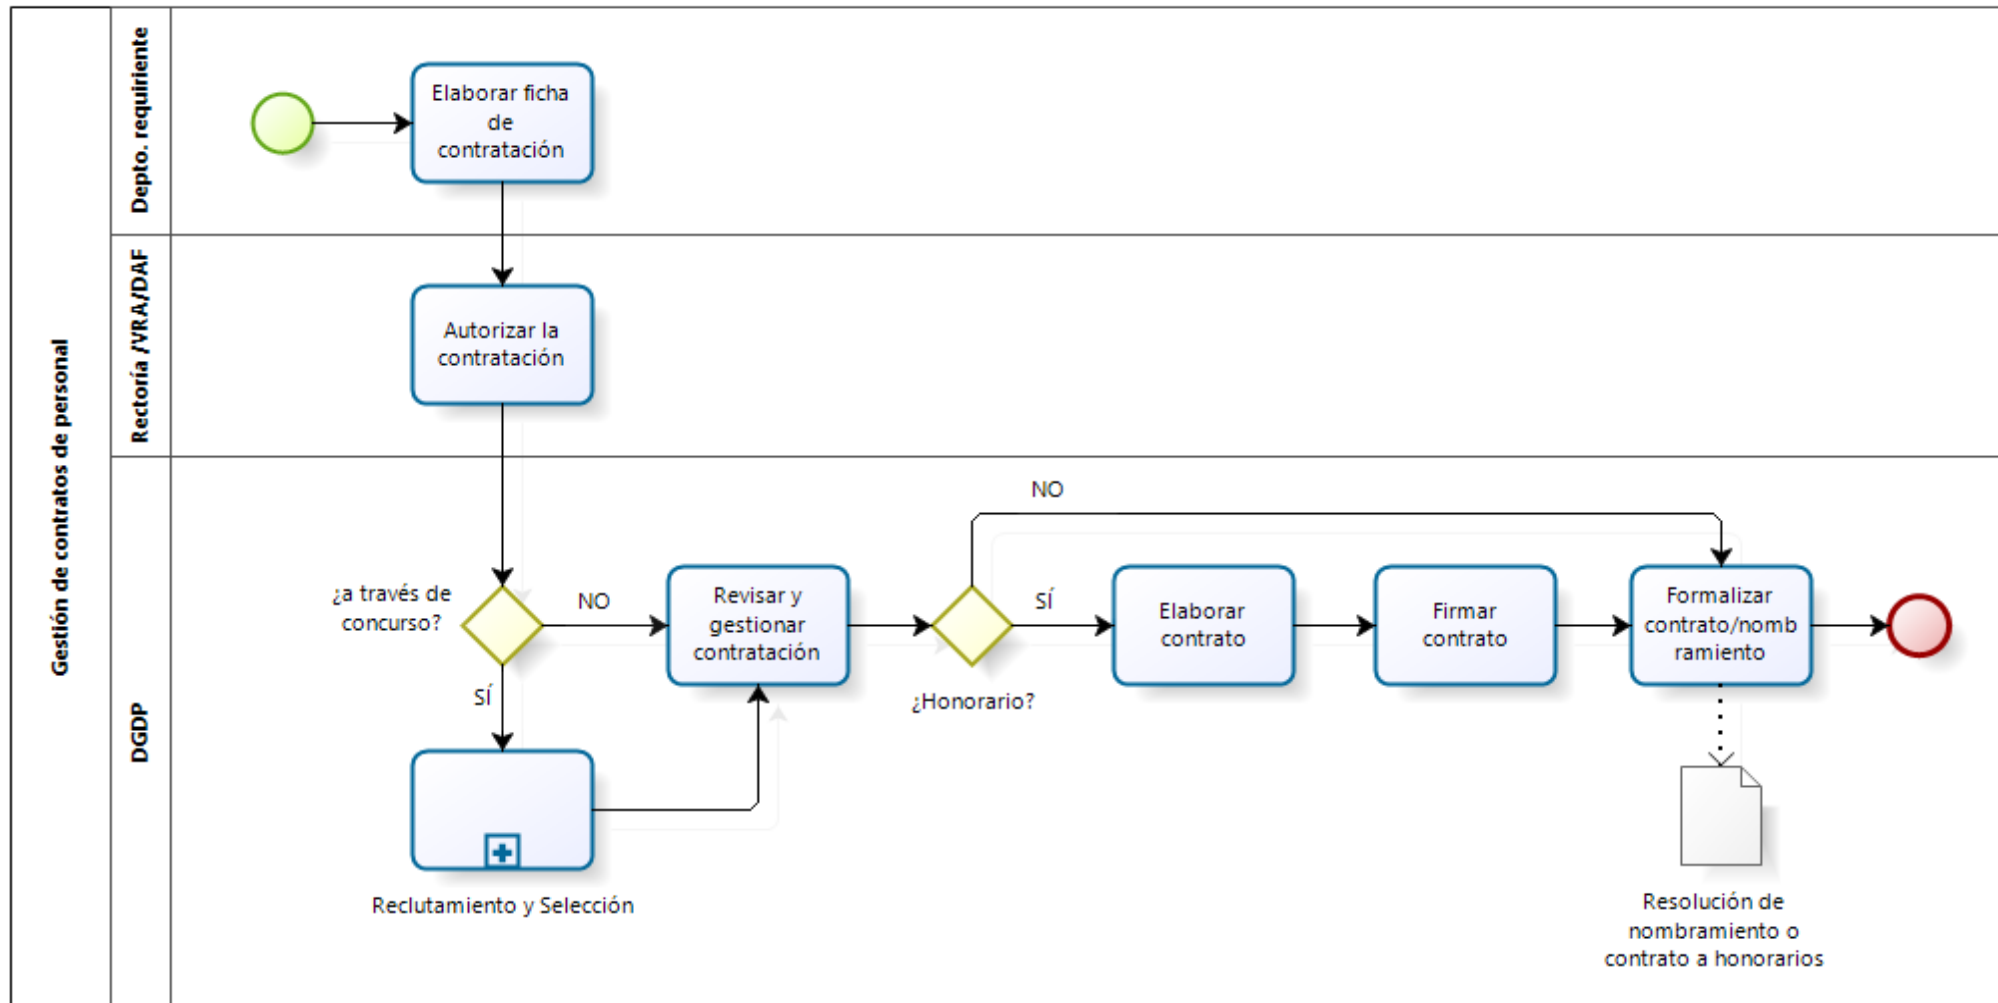 Gestión de contratos de personal
Depto. requiriente
Elaborar ficha
de
contratación
Rectoría /VRA/DAF
Autorizar la
contratación
DGDP
¿a través de
concurso?
NO
SÍ
Reclutamiento y Selección
Revisar y
gestionar
contratación
¿Honorario?
NO
SÍ
Elaborar
contrato
Firmar
contrato
Formalizar
contrato/nomb
ramiento
Resolución de
nombramiento o
contrato a honorarios